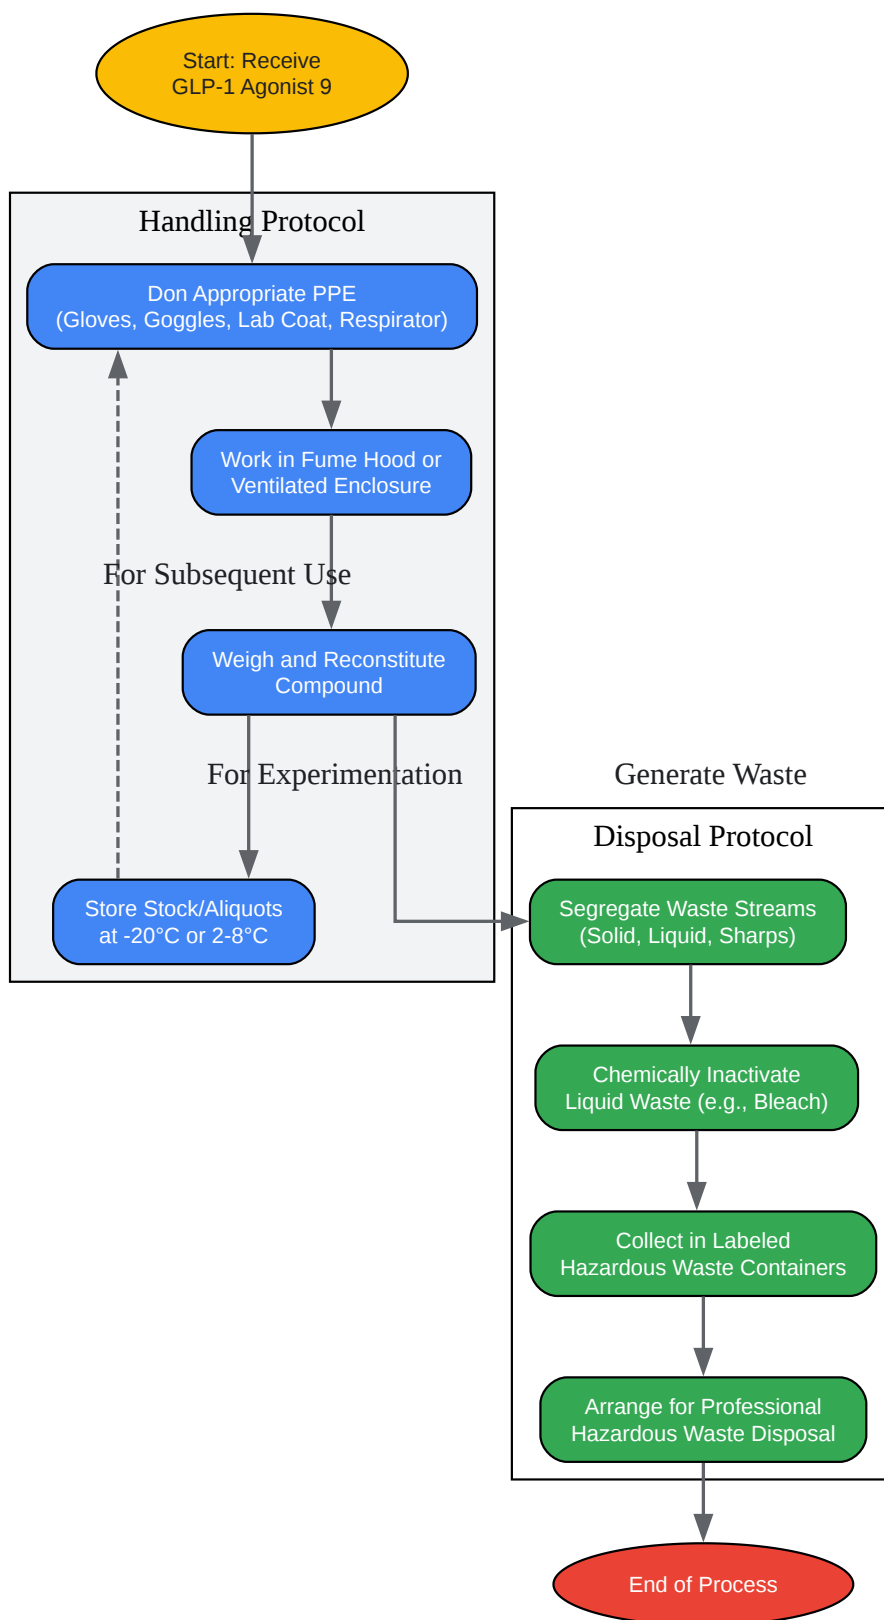 Start: Receive
GLP-1 Agonist 9
Handling Protocol
Don Appropriate PPE
(Gloves, Goggles, Lab Coat, Respirator)
Work in Fume Hood or
Ventilated Enclosure
For Subsequent Use
Weigh and Reconstitute
Compound
For Experimentation
Generate Waste
Disposal Protocol
Store Stock/Aliquots
at -20°C or 2-8°C
Segregate Waste Streams
(Solid, Liquid, Sharps)
Chemically Inactivate
Liquid Waste (e.g., Bleach)
Collect in Labeled
Hazardous Waste Containers
Arrange for Professional
Hazardous Waste Disposal
End of Process